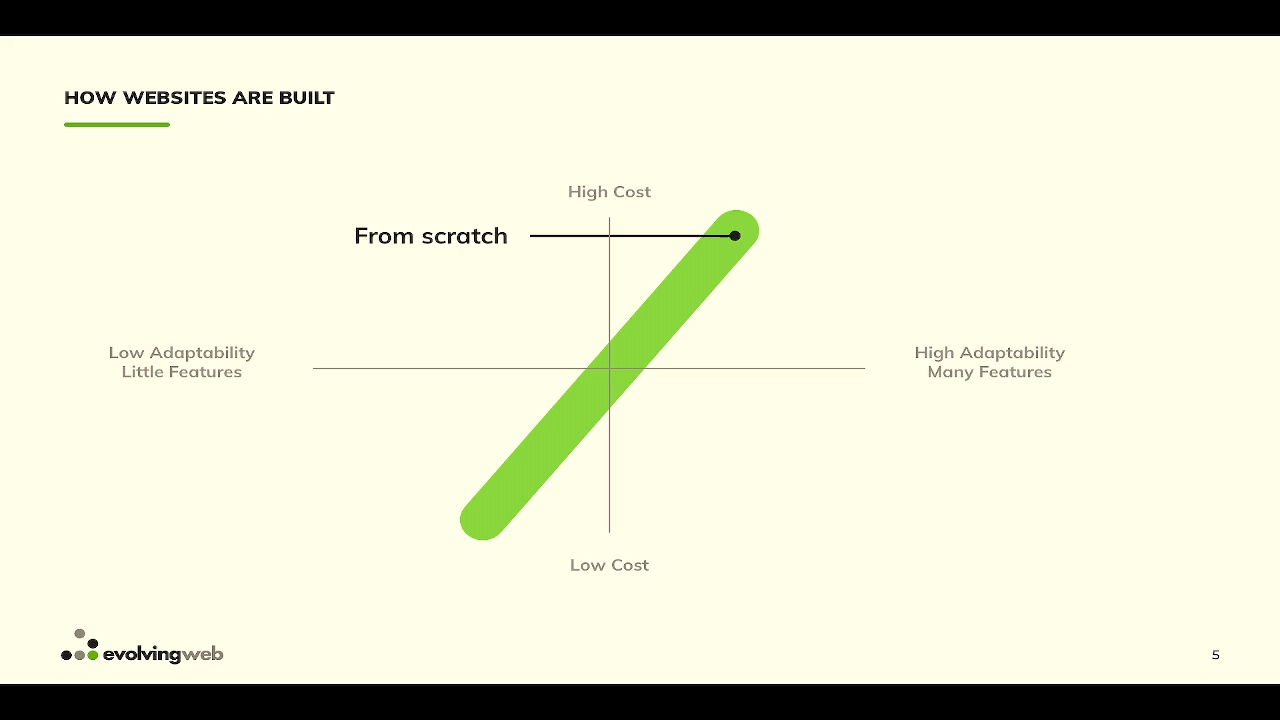 HOW WEBSITES ARE BUILT
High Cost
From scratch
Low Adaptability
Little Features
High Adaptability
Many Features
Low Cost
evolvingweb
5